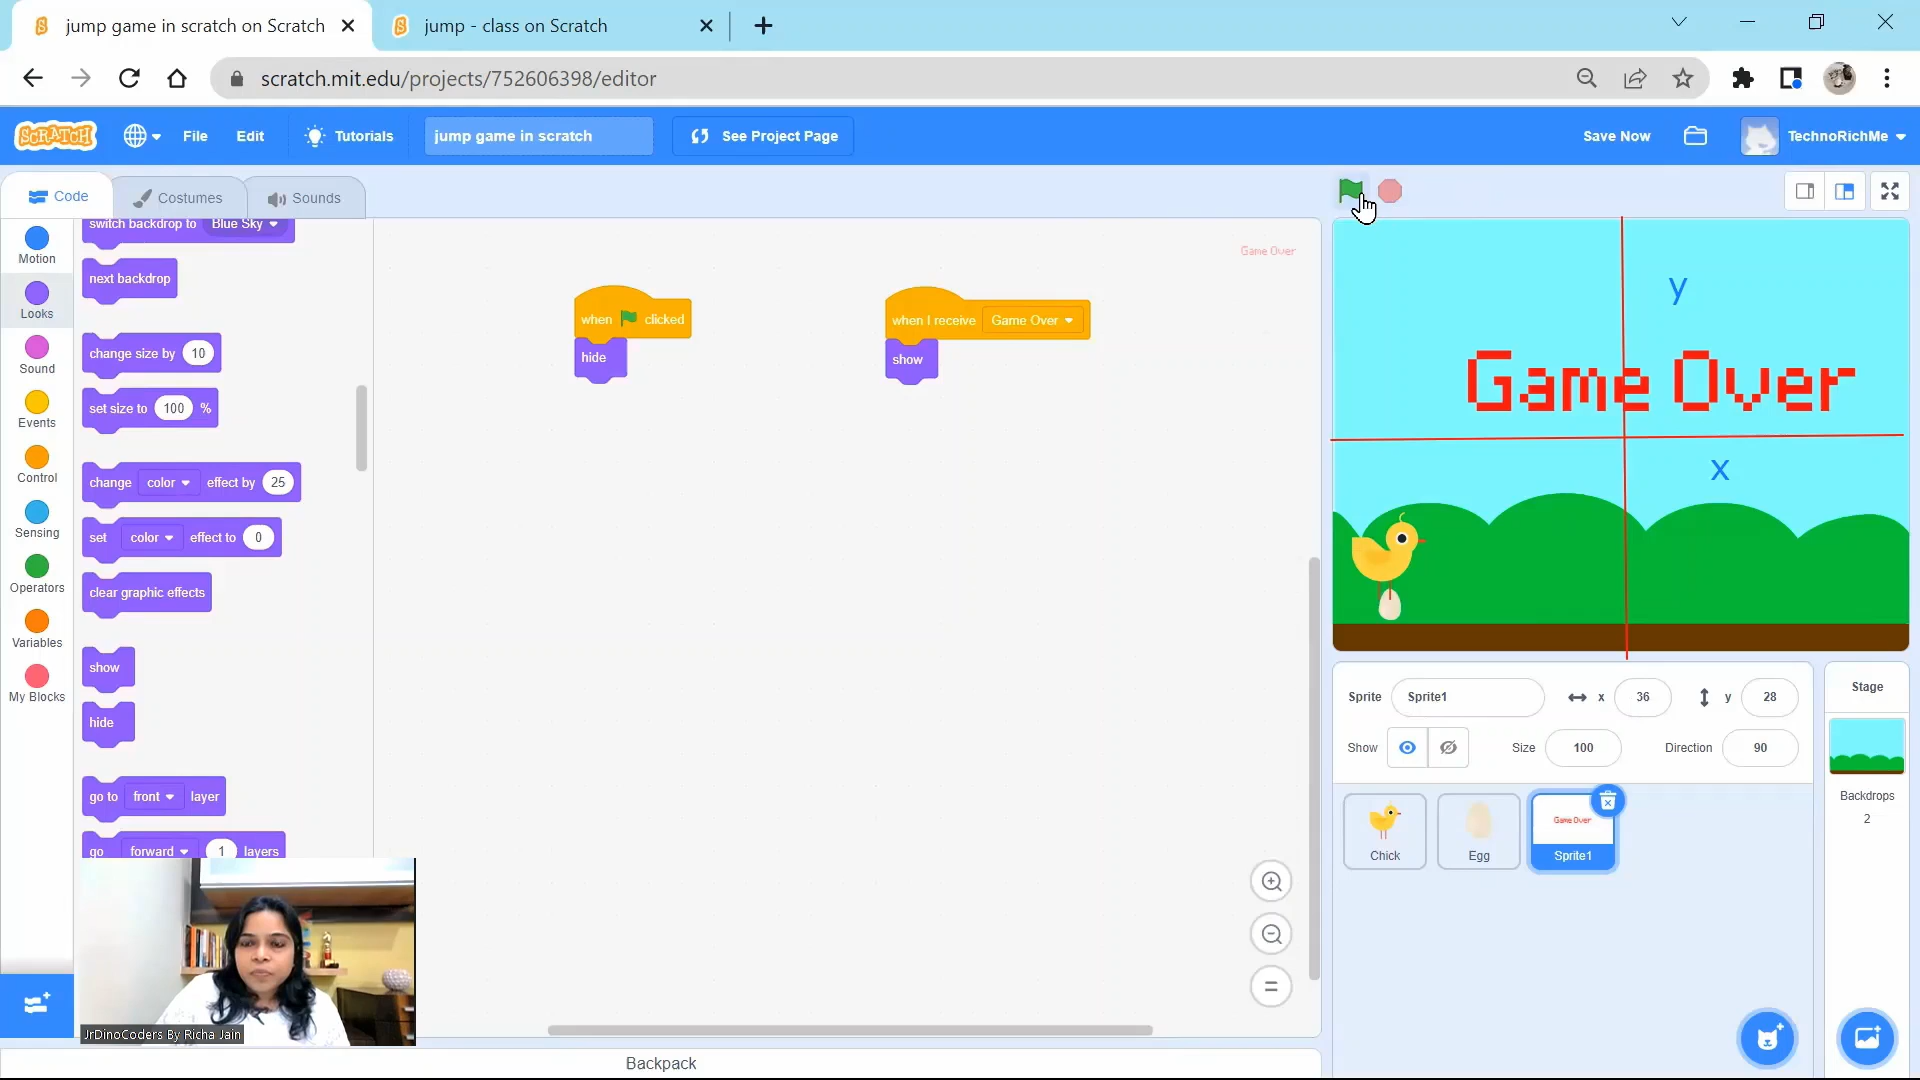 jump game in scratch on Scratch
jump - class on Scratch
scratch.mit.edu/projects/752606398/editor
SCRATCH
File
Edit
Tutorials
jump game in scratch
See Project Page
Save Now
TechnoRichMe
Code
Costumes
Sounds
Motion
Looks
Sound
Events
Control
Sensing
Operators
Variables
My Blocks
switch backdrop to Blue Sky
next backdrop
change size by 10
set size to 100 %
change color effect by 25
set color effect to 0
clear graphic effects
show
hide
go to front layer
go forward 1 layers
when clicked
hide
when I receive Game Over
show
Game Over
y
Game Over
x
Sprite Sprite1 x 36 y 28
Show Size 100 Direction 90
Chick
Egg
Game Over
Sprite1
Stage
Backdrops
2
JrDinoCoders By Richa Jain
Backpack